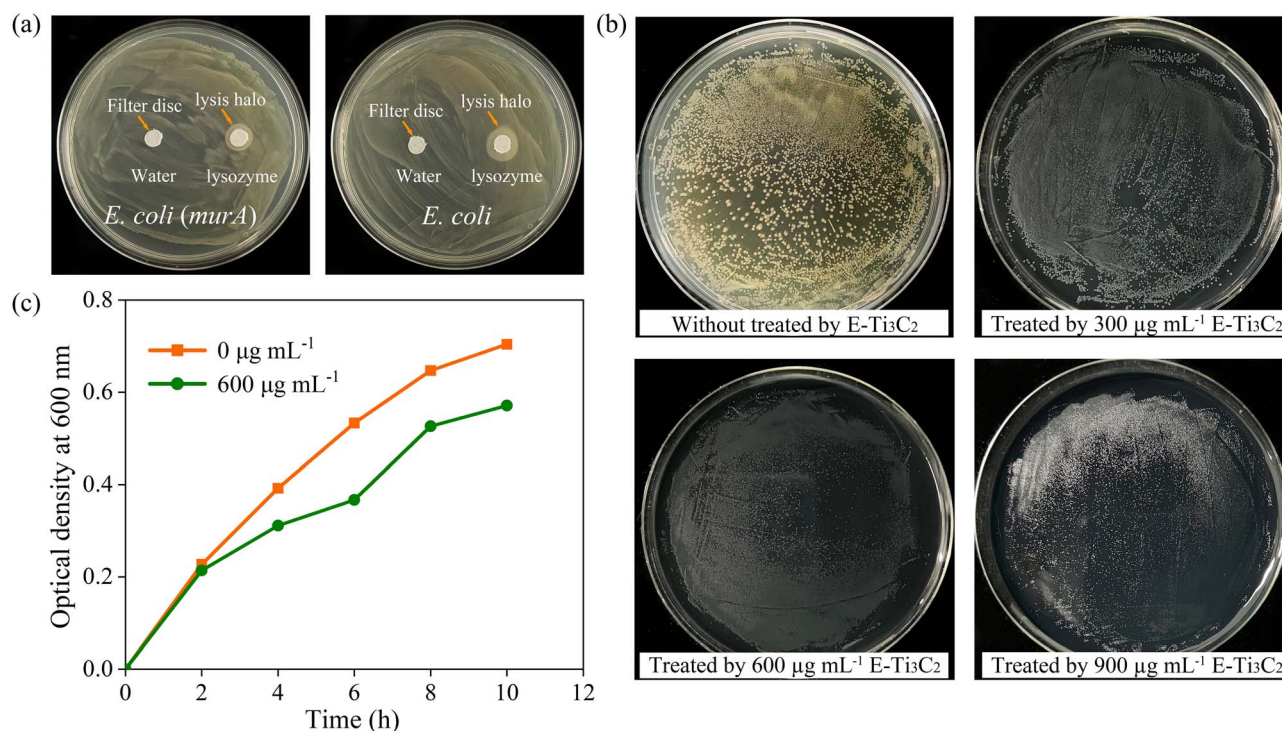 (a)
Filter disc
lysis halo
Water
lysozyme
E. coli (murA)
Filter disc
lysis halo
Water
lysozyme
E. coli
(b)
Without treated by E-Ti₃C₂
Treated by 300 μg mL⁻¹ E-Ti₃C₂
Treated by 600 μg mL⁻¹ E-Ti₃C₂
Treated by 900 μg mL⁻¹ E-Ti₃C₂
(c)
0.8
0.6
0.4
0.2
0.0
Optical density at 600 nm
0 μg mL⁻¹
600 μg mL⁻¹
0 2 4 6 8 10 12
Time (h)